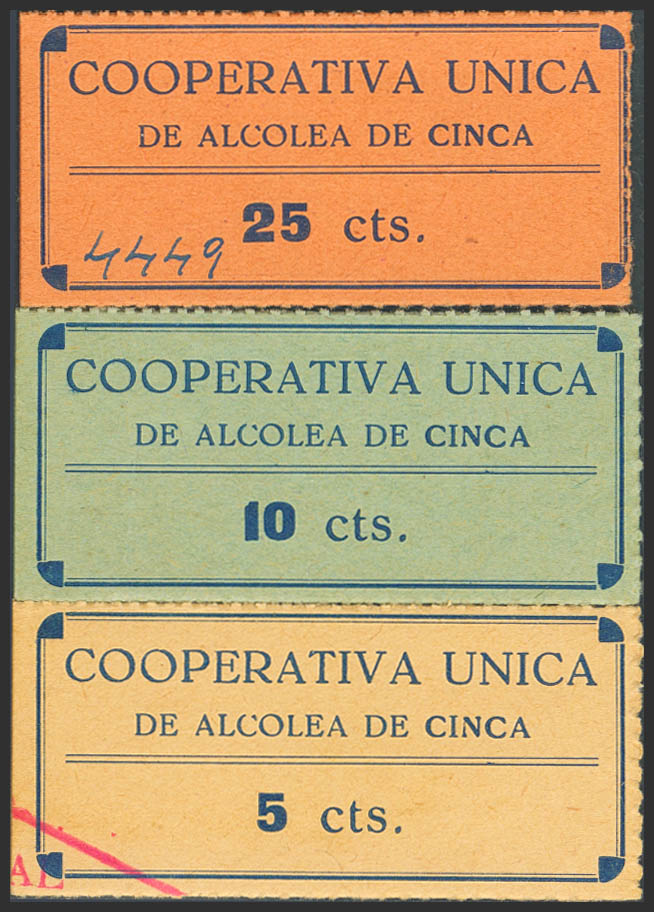 COOPERATIVA UNICA
DE ALCOLEA DE CINCA
25 cts.
4449
COOPERATIVA UNICA
DE ALCOLEA DE CINCA
10 cts.
COOPERATIVA UNICA
DE ALCOLEA DE CINCA
5 cts.
AL